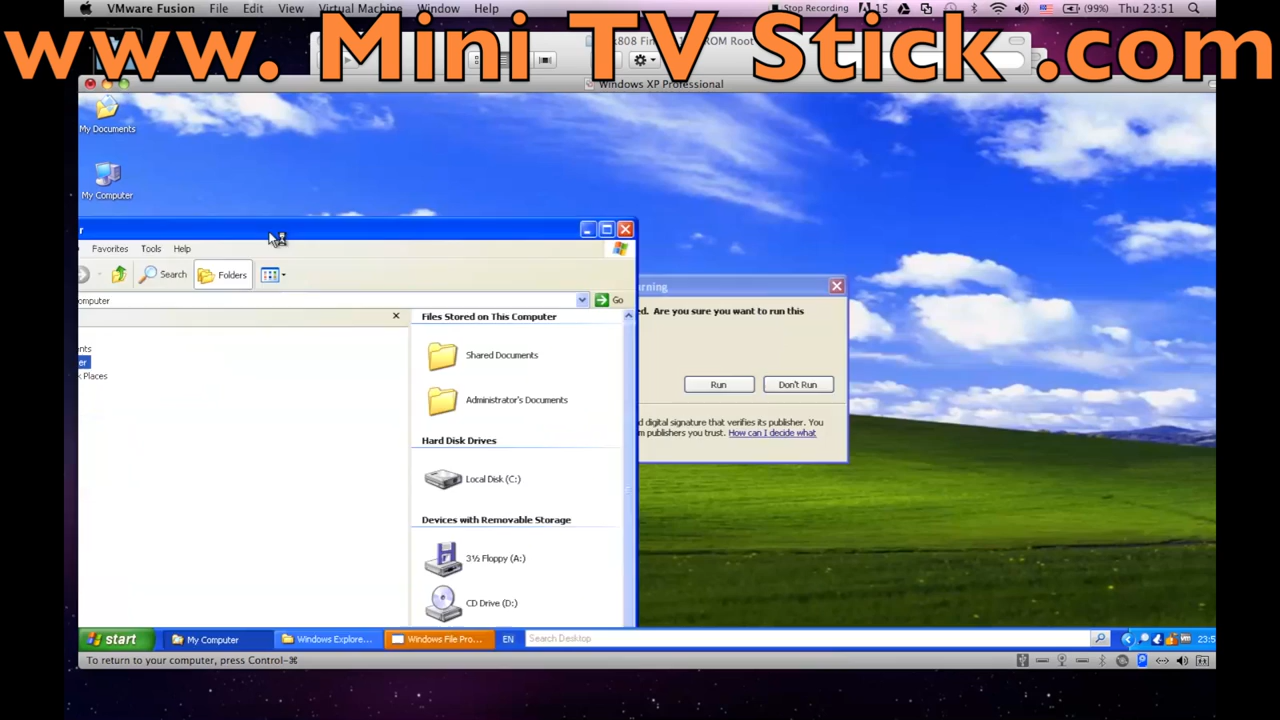 VMware Fusion File Edit View Virtual Machine Window Help Stop Recording 15 (99%) Thu 23:51
www. Mini TV Stick .com
Windows XP Professional
My Documents
My Computer
Favorites Tools Help
Search Folders
Go
Files Stored on This Computer
Shared Documents
Administrator's Documents
Hard Disk Drives
Local Disk (C:)
Devices with Removable Storage
3½ Floppy (A:)
CD Drive (D:)
Are you sure you want to run this
Run Don't Run
digital signature that verifies its publisher. You
publishers you trust. How can I decide what
start My Computer Windows Explore... Windows File Pro... EN Search Desktop 23:5
To return to your computer, press Control-⌘